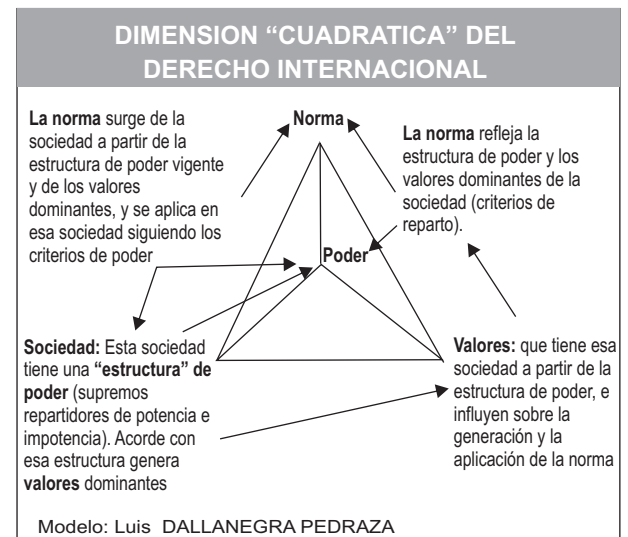 DIMENSION “CUADRATICA” DEL
DERECHO INTERNACIONAL
La norma surge de la
sociedad a partir de la
estructura de poder vigente
y de los valores
dominantes, y se aplica en
esa sociedad siguiendo los
criterios de poder
Norma
La norma refleja la
estructura de poder y los
valores dominantes de la
sociedad (criterios de
reparto).
Poder
Sociedad: Esta sociedad
tiene una “estructura” de
poder (supremos
repartidores de potencia e
impotencia). Acorde con
esa estructura genera
valores dominantes
Valores: que tiene esa
sociedad a partir de la
estructura de poder, e
influyen sobre la
generación y la
aplicación de la norma
Modelo: Luis DALLANEGRA PEDRAZA